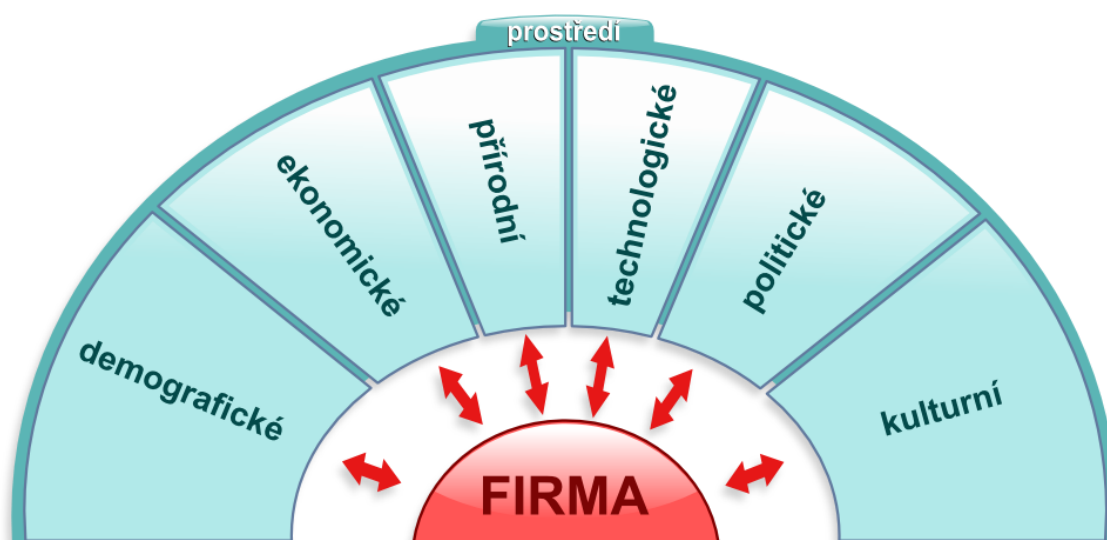 prostředí
demografické
ekonomické
přírodní
technologické
politické
kulturní
FIRMA